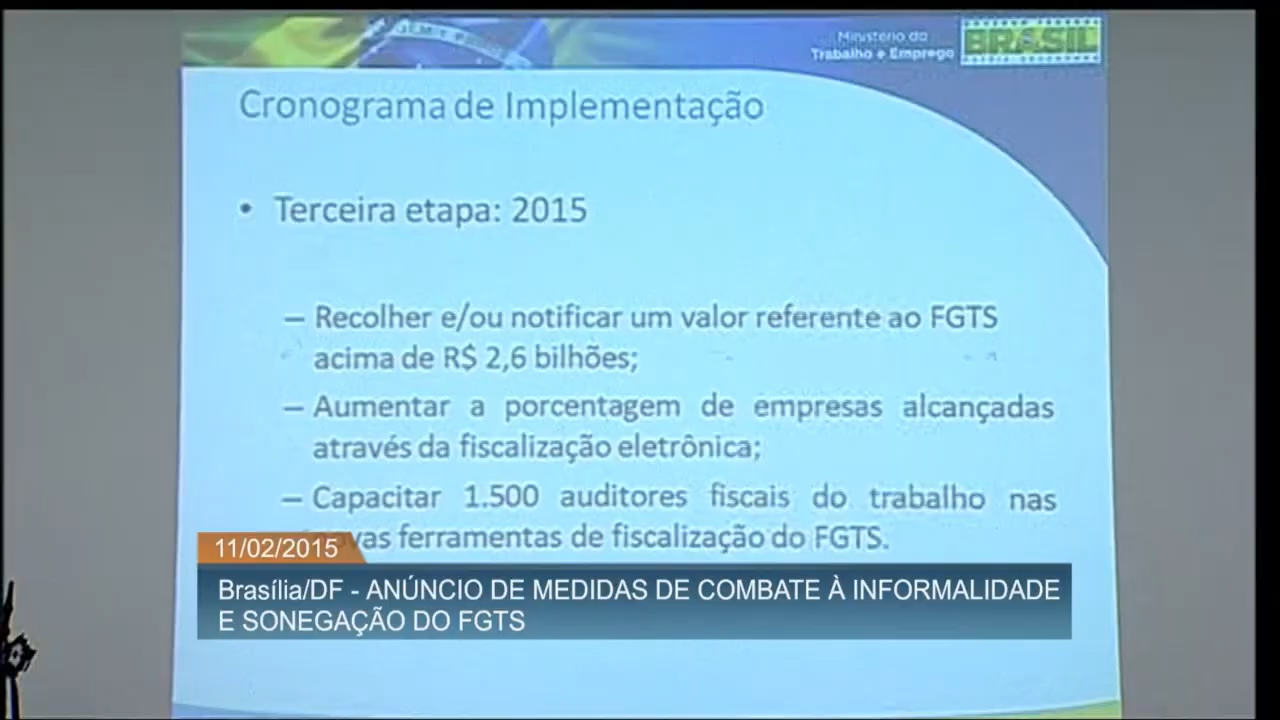 Ministério do
Trabalho e Emprego
BRASIL
Cronograma de Implementação
• Terceira etapa: 2015
– Recolher e/ou notificar um valor referente ao FGTS
acima de R$ 2,6 bilhões;
– Aumentar a porcentagem de empresas alcançadas
através da fiscalização eletrônica;
– Capacitar 1.500 auditores fiscais do trabalho nas
novas ferramentas de fiscalização do FGTS.
11/02/2015
Brasília/DF - ANÚNCIO DE MEDIDAS DE COMBATE À INFORMALIDADE
E SONEGAÇÃO DO FGTS